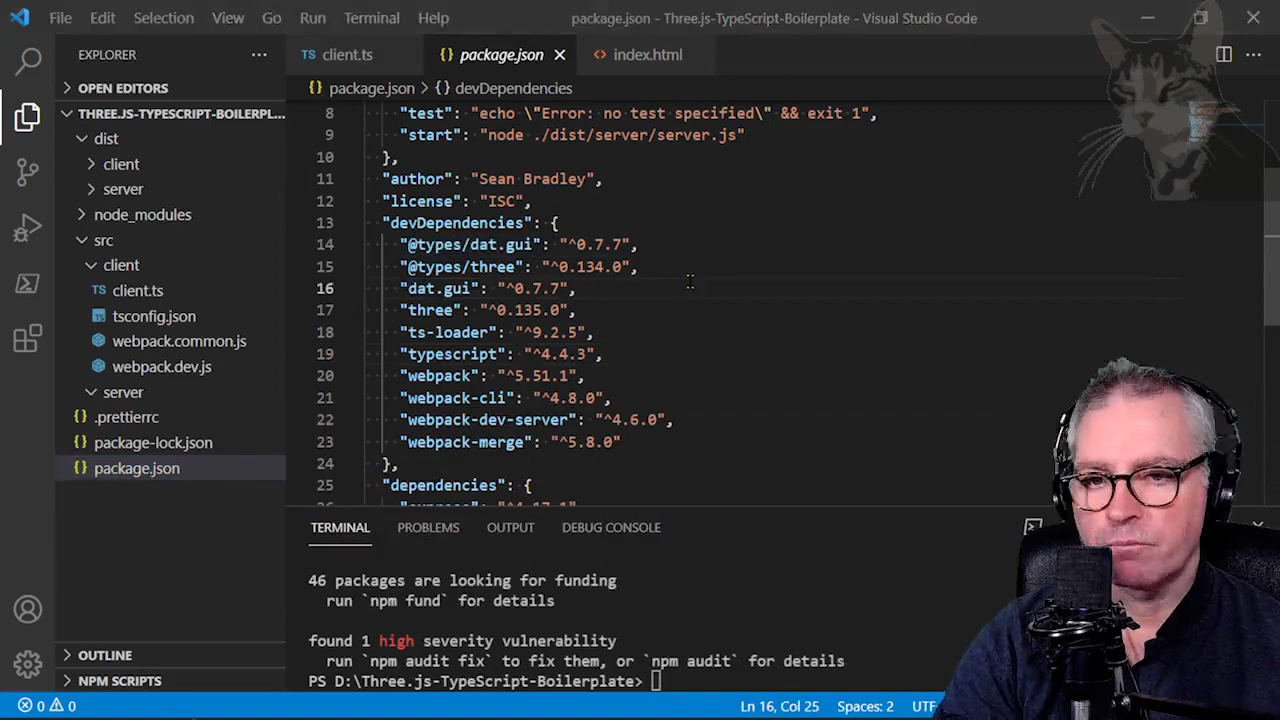 File Edit Selection View Go Run Terminal Help
package.json - Three.js-TypeScript-Boilerplate - Visual Studio Code
EXPLORER
OPEN EDITORS
THREE.JS-TYPESCRIPT-BOILERPL...
dist
client
server
node_modules
src
client
TS client.ts
tsconfig.json
webpack.common.js
webpack.dev.js
server
{} .prettierrc
{} package-lock.json
{} package.json
OUTLINE
NPM SCRIPTS
TS client.ts
{} package.json
<> index.html
{} package.json > {} devDependencies
8 "test": "echo \"Error: no test specified\" && exit 1",
9 "start": "node ./dist/server/server.js"
10 },
11 "author": "Sean Bradley",
12 "license": "ISC",
13 "devDependencies": {
14 "@types/dat.gui": "^0.7.7",
15 "@types/three": "^0.134.0",
16 "dat.gui": "^0.7.7",
17 "three": "^0.135.0",
18 "ts-loader": "^9.2.5",
19 "typescript": "^4.4.3",
20 "webpack": "^5.51.1",
21 "webpack-cli": "^4.8.0",
22 "webpack-dev-server": "^4.6.0",
23 "webpack-merge": "^5.8.0"
24 },
25 "dependencies": {
TERMINAL PROBLEMS OUTPUT DEBUG CONSOLE
46 packages are looking for funding
run `npm fund` for details
found 1 high severity vulnerability
run `npm audit fix` to fix them, or `npm audit` for details
PS D:\Three.js-TypeScript-Boilerplate>
0 0
Ln 16, Col 25 Spaces: 2 UTF